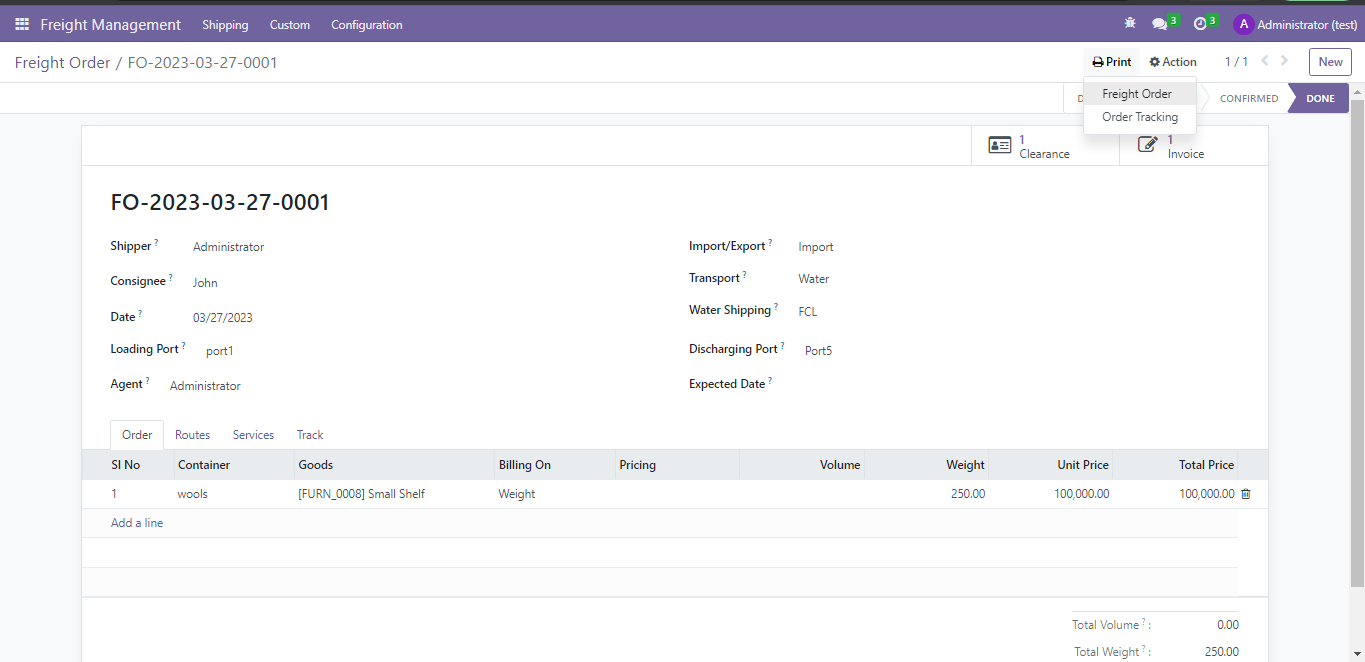 Freight Management Shipping Custom Configuration 3 3 A Administrator (test)
Freight Order / FO-2023-03-27-0001 Print Action 1 / 1 New
Freight Order
Order Tracking
D CONFIRMED DONE
1 Clearance
1 Invoice
FO-2023-03-27-0001
Shipper ? Administrator
Import/Export ? Import
Consignee ? John
Transport ? Water
Date ? 03/27/2023
Water Shipping ? FCL
Loading Port ? port1
Discharging Port ? Port5
Agent ? Administrator
Expected Date ?
Order Routes Services Track
Sl No Container Goods Billing On Pricing Volume Weight Unit Price Total Price
1 wools [FURN_0008] Small Shelf Weight 250.00 100,000.00 100,000.00
Add a line
Total Volume ? : 0.00
Total Weight ? : 250.00